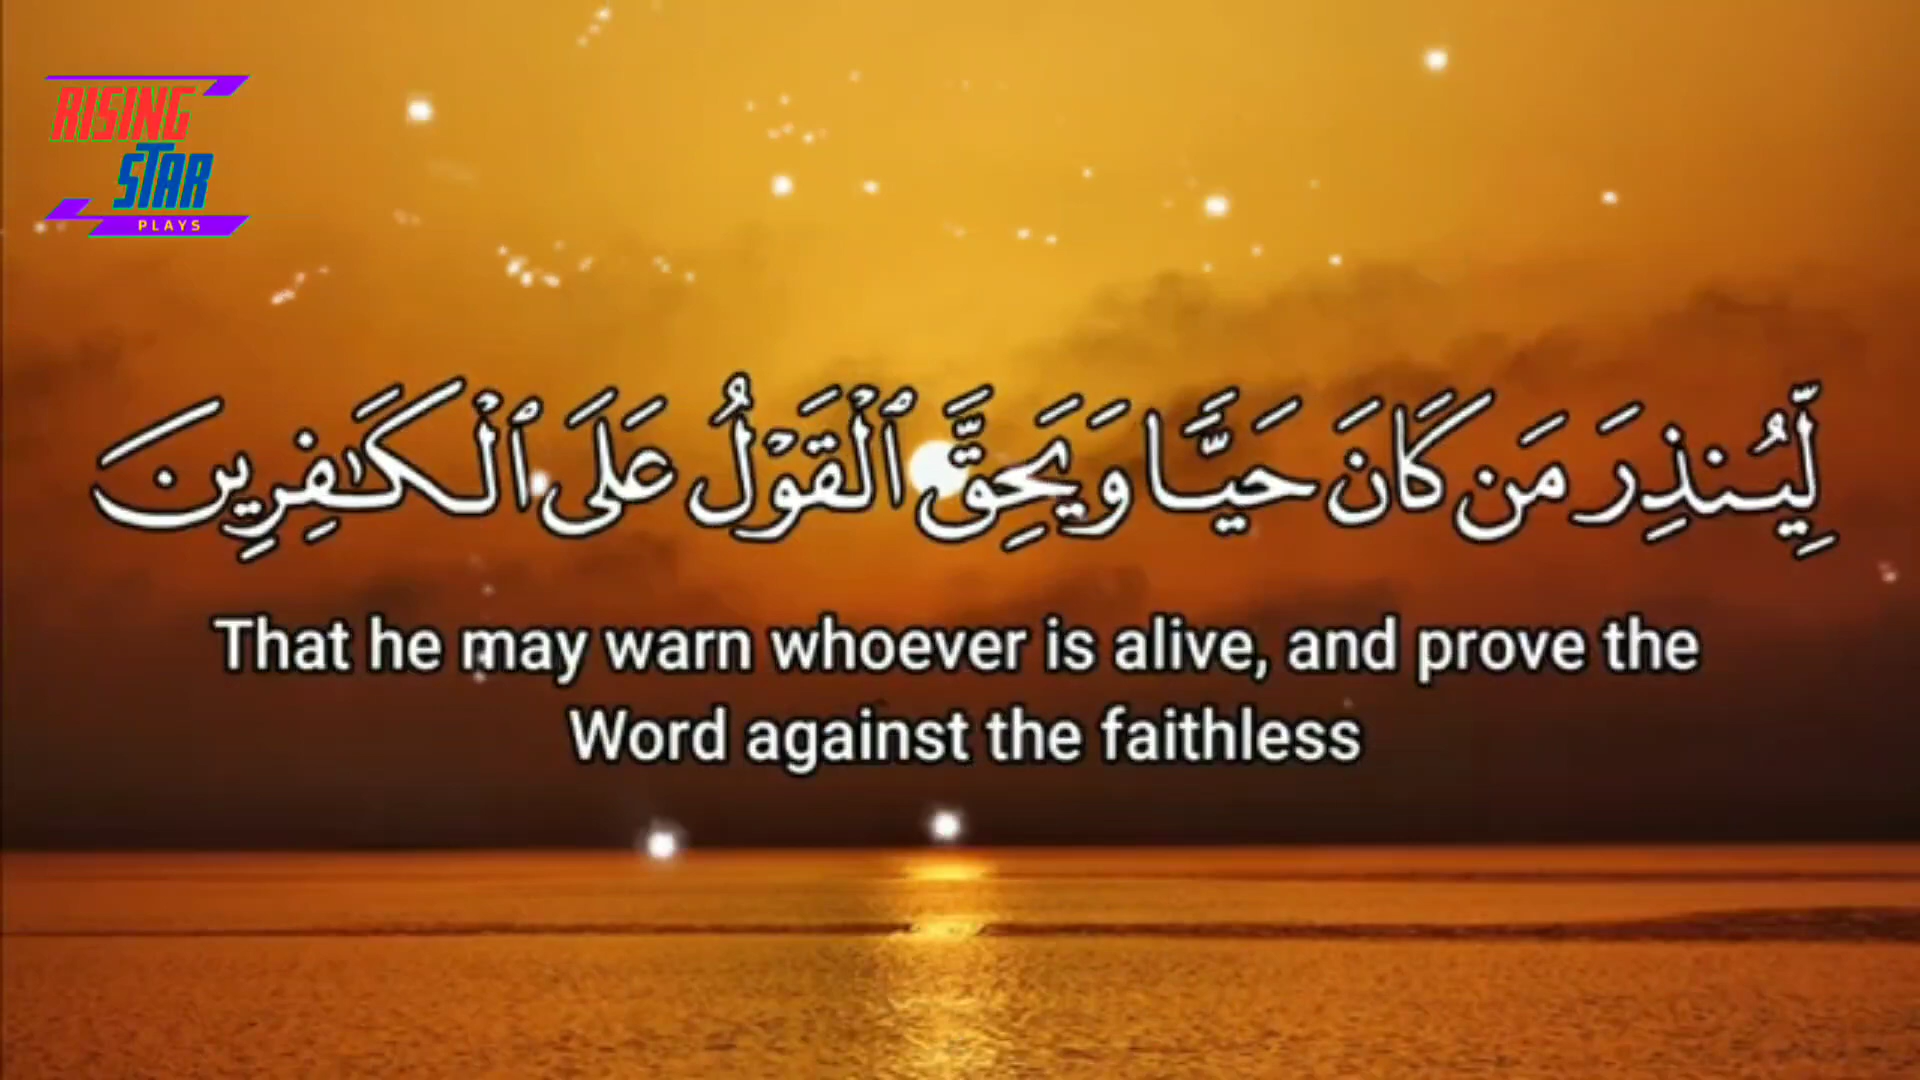 RISING
STAR
PLAYS
لِّيُنذِرَ مَن كَانَ حَيًّا وَيَحِقَّ ٱلْقَوْلُ عَلَى ٱلْكَـٰفِرِينَ
That he may warn whoever is alive, and prove the
Word against the faithless